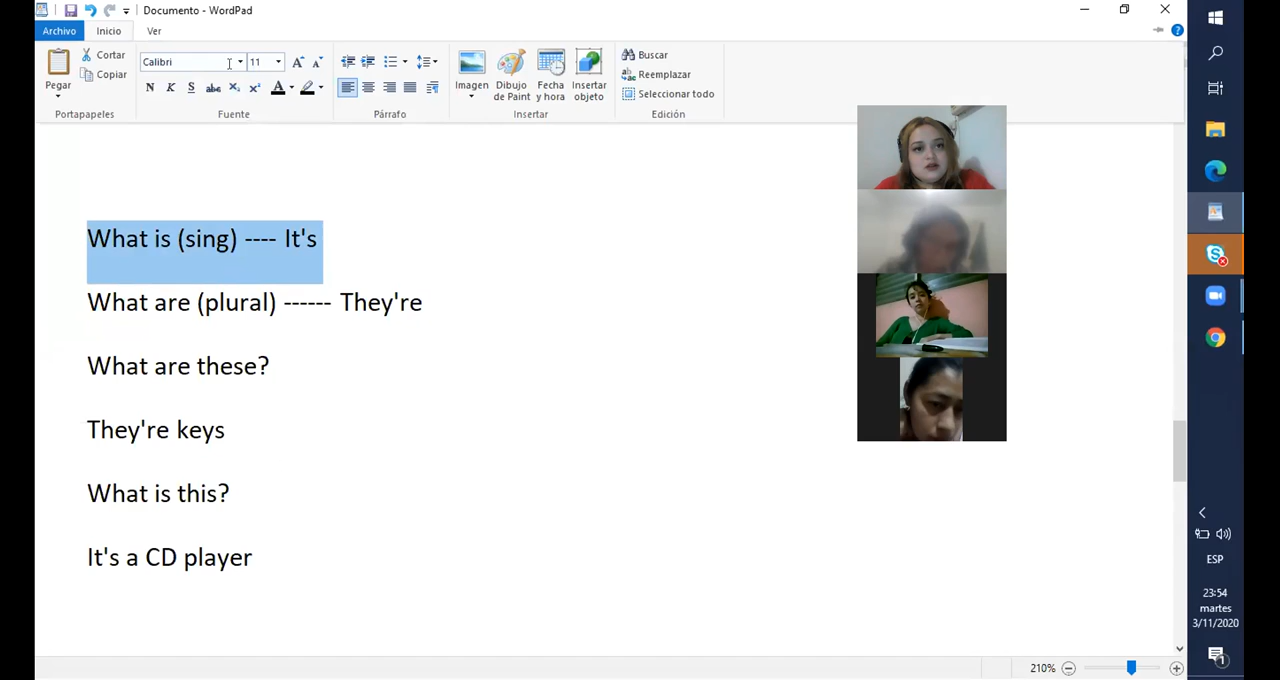 Documento - WordPad
Archivo Inicio Ver
Pegar
Cortar
Copiar
Portapapeles
Calibri 11
N K S abc X₂ X² A
Fuente
Párrafo
Imagen
Dibujo de Paint
Fecha y hora
Insertar objeto
Insertar
Buscar
Reemplazar
Seleccionar todo
Edición
What is (sing) ---- It's
What are (plural) ------ They're
What are these?
They're keys
What is this?
It's a CD player
210%
ESP
23:54
martes
3/11/2020
1